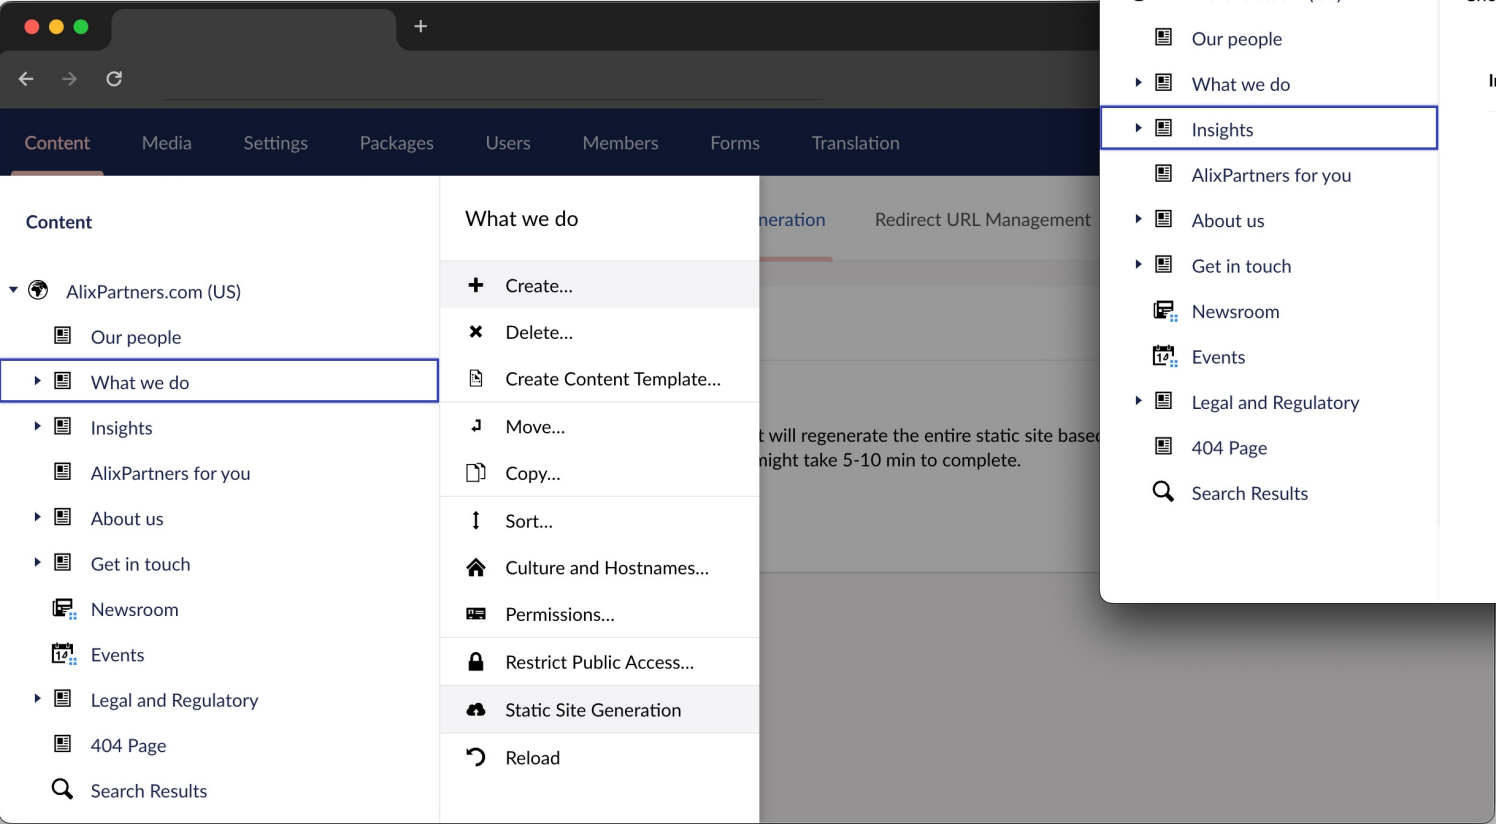 Content
Media
Settings
Packages
Users
Members
Forms
Translation
Content
AlixPartners.com (US)
Our people
What we do
Insights
AlixPartners for you
About us
Get in touch
Newsroom
Events
Legal and Regulatory
404 Page
Search Results
What we do
Create...
Delete...
Create Content Template...
Move...
Copy...
Sort...
Culture and Hostnames...
Permissions...
Restrict Public Access...
Static Site Generation
Reload
neration
Redirect URL Management
t will regenerate the entire static site based
might take 5-10 min to complete.
Our people
What we do
Insights
AlixPartners for you
About us
Get in touch
Newsroom
Events
Legal and Regulatory
404 Page
Search Results